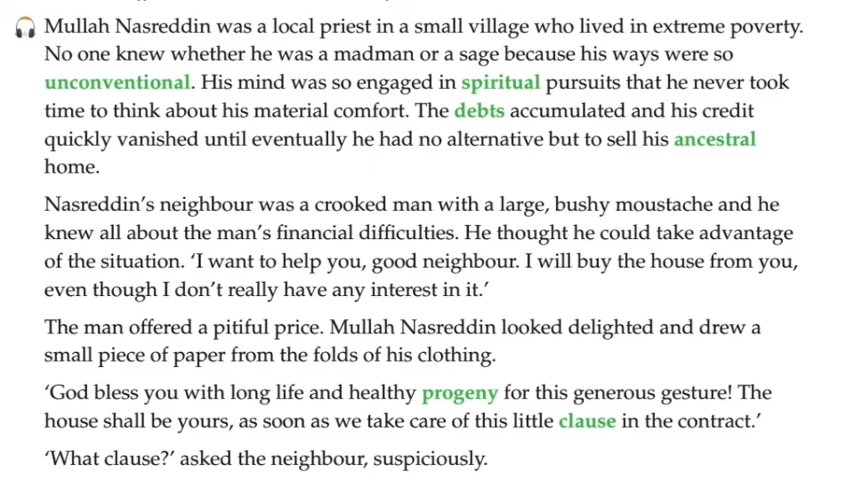 Mullah Nasreddin was a local priest in a small village who lived in extreme poverty.
No one knew whether he was a madman or a sage because his ways were so
unconventional. His mind was so engaged in spiritual pursuits that he never took
time to think about his material comfort. The debts accumulated and his credit
quickly vanished until eventually he had no alternative but to sell his ancestral
home.
Nasreddin’s neighbour was a crooked man with a large, bushy moustache and he
knew all about the man’s financial difficulties. He thought he could take advantage
of the situation. ‘I want to help you, good neighbour. I will buy the house from you,
even though I don’t really have any interest in it.’
The man offered a pitiful price. Mullah Nasreddin looked delighted and drew a
small piece of paper from the folds of his clothing.
‘God bless you with long life and healthy progeny for this generous gesture! The
house shall be yours, as soon as we take care of this little clause in the contract.’
‘What clause?’ asked the neighbour, suspiciously.